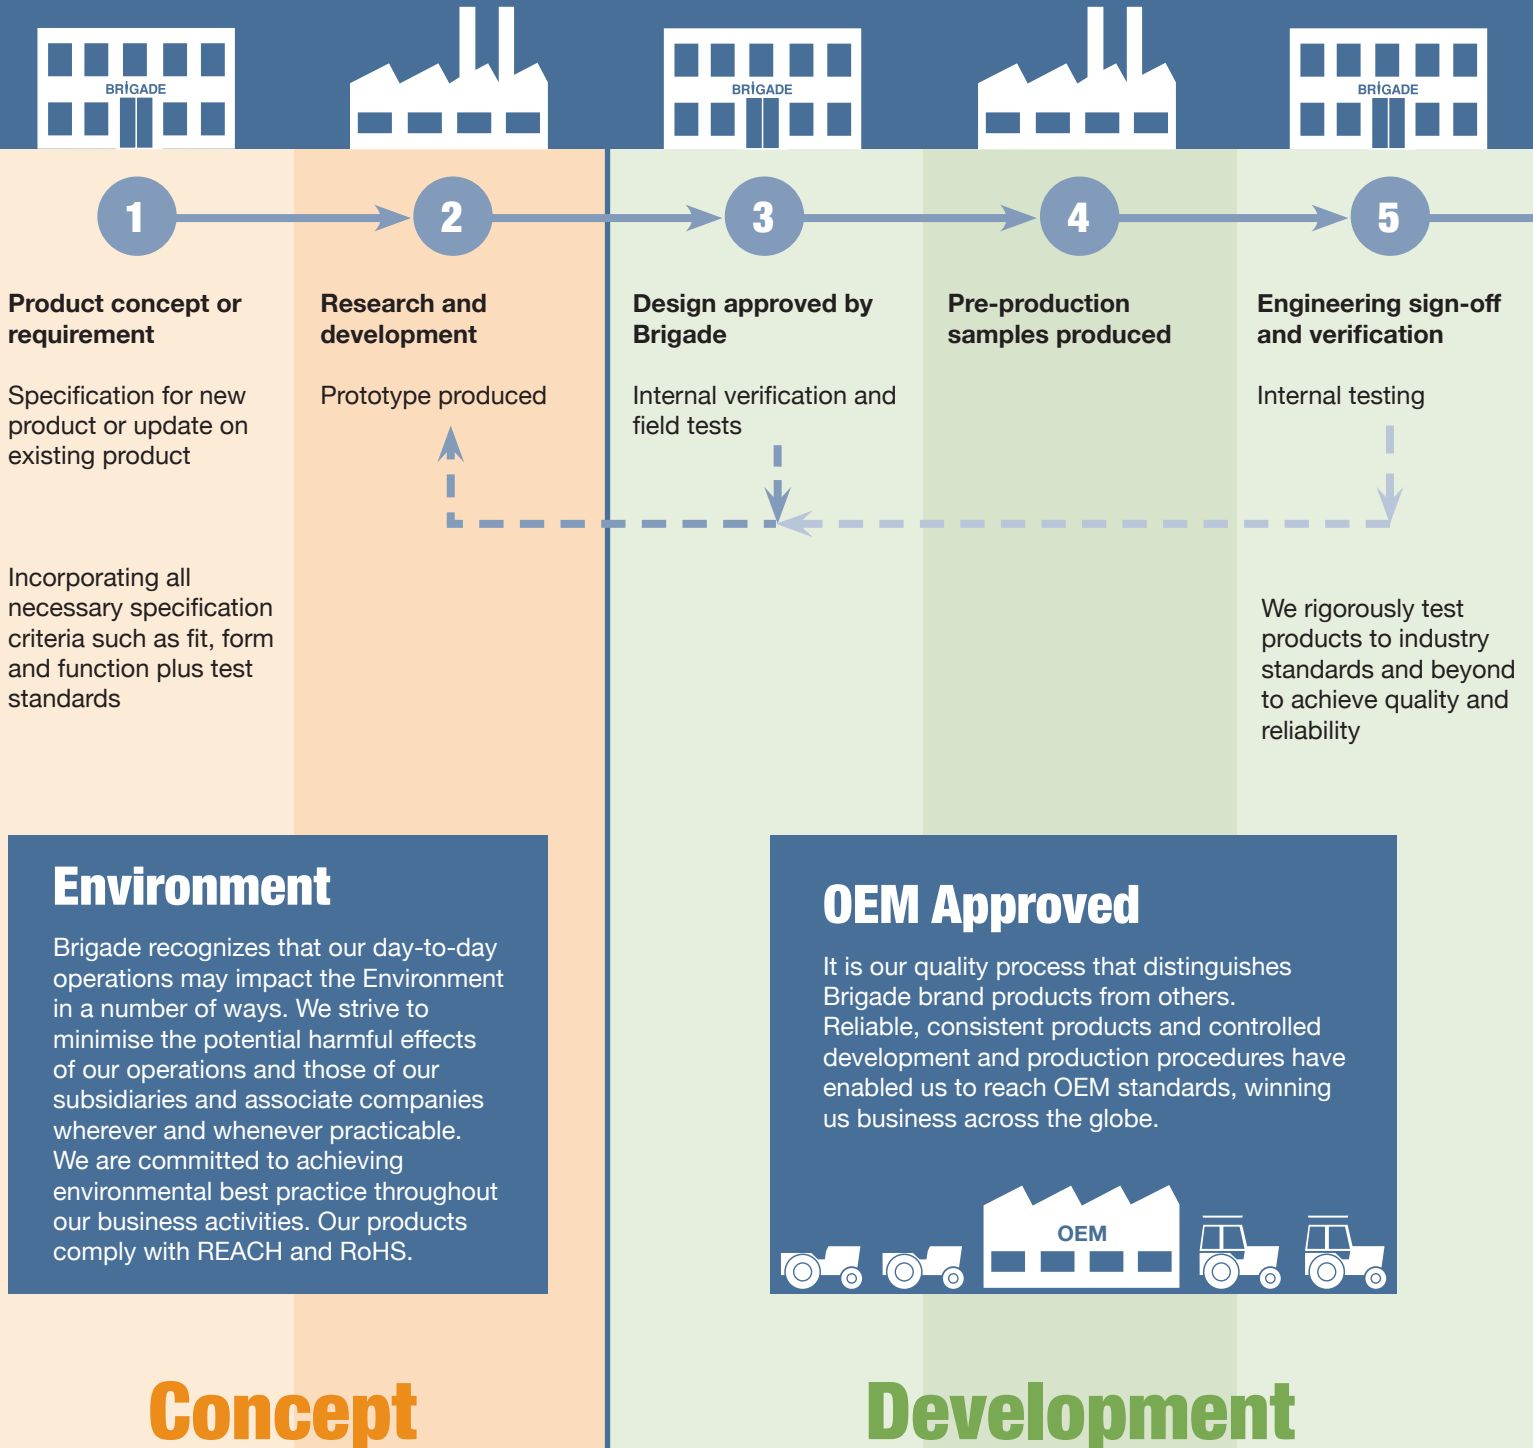 BRIGADE
BRIGADE
BRIGADE
1
2
3
4
5
Product concept or
requirement
Specification for new
product or update on
existing product
Incorporating all
necessary specification
criteria such as fit, form
and function plus test
standards
Research and
development
Prototype produced
Design approved by
Brigade
Internal verification and
field tests
Pre-production
samples produced
Engineering sign-off
and verification
Internal testing
We rigorously test
products to industry
standards and beyond
to achieve quality and
reliability
Environment
Brigade recognizes that our day-to-day
operations may impact the Environment
in a number of ways. We strive to
minimise the potential harmful effects
of our operations and those of our
subsidiaries and associate companies
wherever and whenever practicable.
We are committed to achieving
environmental best practice throughout
our business activities. Our products
comply with REACH and RoHS.
OEM Approved
It is our quality process that distinguishes
Brigade brand products from others.
Reliable, consistent products and controlled
development and production procedures have
enabled us to reach OEM standards, winning
us business across the globe.
OEM
Concept
Development